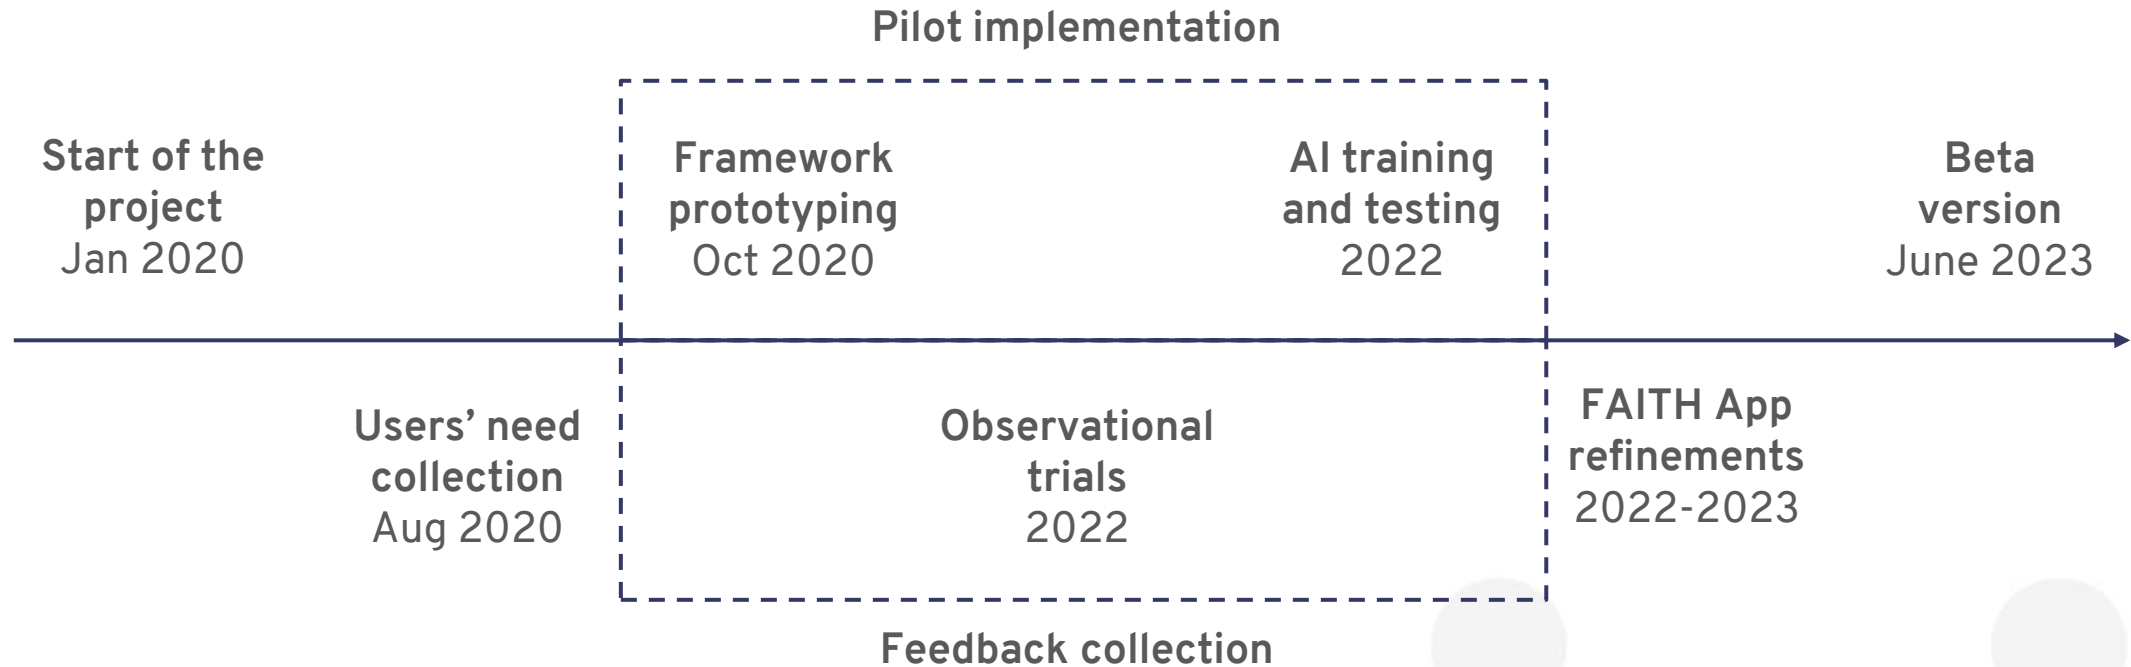 Pilot implementation
Start of the
project
Jan 2020
Framework
prototyping
Oct 2020
AI training
and testing
2022
Beta
version
June 2023
Users’ need
collection
Aug 2020
Observational
trials
2022
FAITH App
refinements
2022-2023
Feedback collection